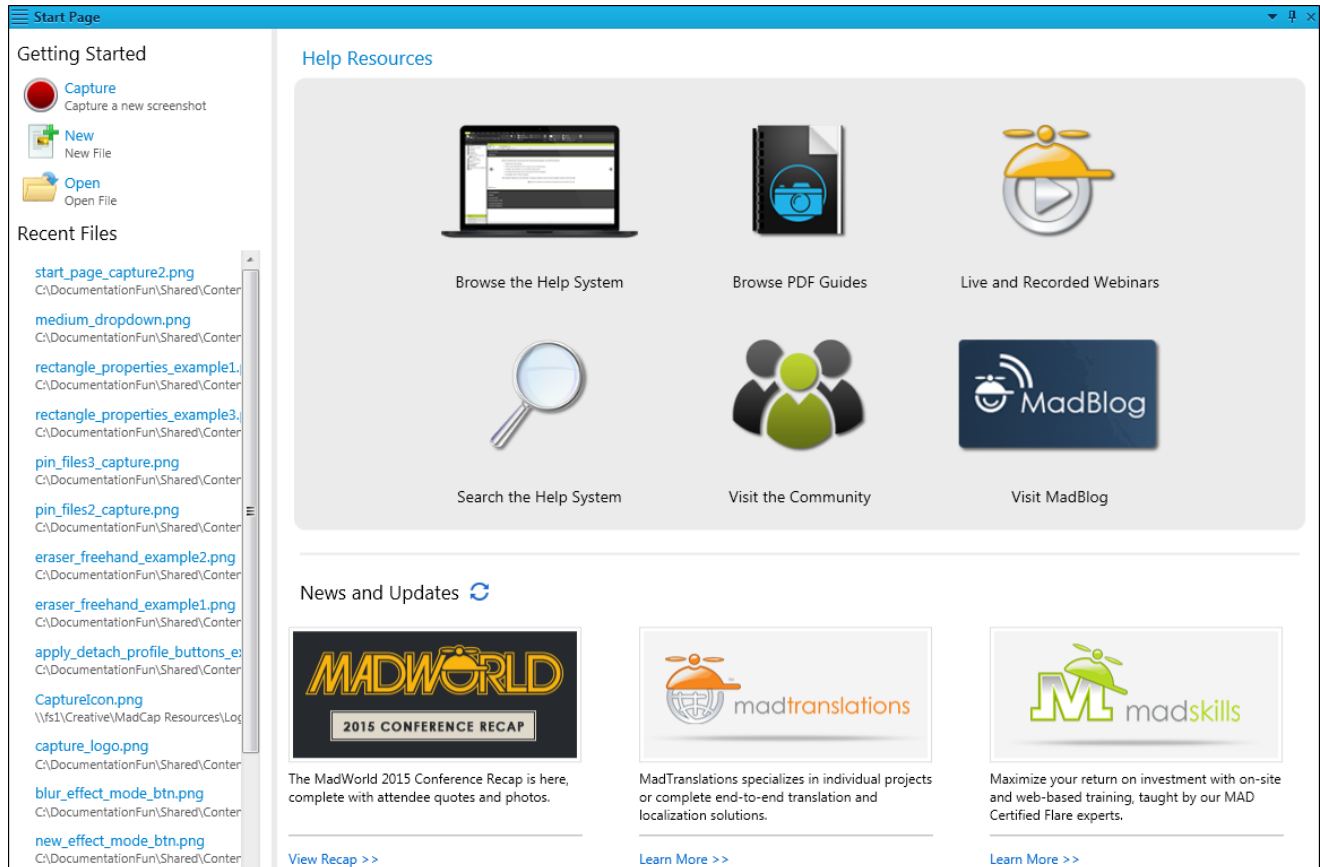 Start Page
Getting Started
Capture
Capture a new screenshot
New
New File
Open
Open File
Recent Files
start_page_capture2.png
C:\DocumentationFun\Shared\Conter
medium_dropdown.png
C:\DocumentationFun\Shared\Conter
rectangle_properties_example1.
C:\DocumentationFun\Shared\Conter
rectangle_properties_example3.
C:\DocumentationFun\Shared\Conter
pin_files3_capture.png
C:\DocumentationFun\Shared\Conter
pin_files2_capture.png
C:\DocumentationFun\Shared\Conter
eraser_freehand_example2.png
C:\DocumentationFun\Shared\Conter
eraser_freehand_example1.png
C:\DocumentationFun\Shared\Conter
apply_detach_profile_buttons_e
C:\DocumentationFun\Shared\Conter
CaptureIcon.png
\\fs1\Creative\MadCap Resources\Log
capture_logo.png
C:\DocumentationFun\Shared\Conter
blur_effect_mode_btn.png
C:\DocumentationFun\Shared\Conter
new_effect_mode_btn.png
C:\DocumentationFun\Shared\Conter
Help Resources
Browse the Help System
Browse PDF Guides
Live and Recorded Webinars
MadBlog
Search the Help System
Visit the Community
Visit MadBlog
News and Updates
MADWORLD
2015 CONFERENCE RECAP
The MadWorld 2015 Conference Recap is here,
complete with attendee quotes and photos.
View Recap >>
madtranslations
MadTranslations specializes in individual projects
or complete end-to-end translation and
localization solutions.
Learn More >>
M madskills
Maximize your return on investment with on-site
and web-based training, taught by our MAD
Certified Flare experts.
Learn More >>